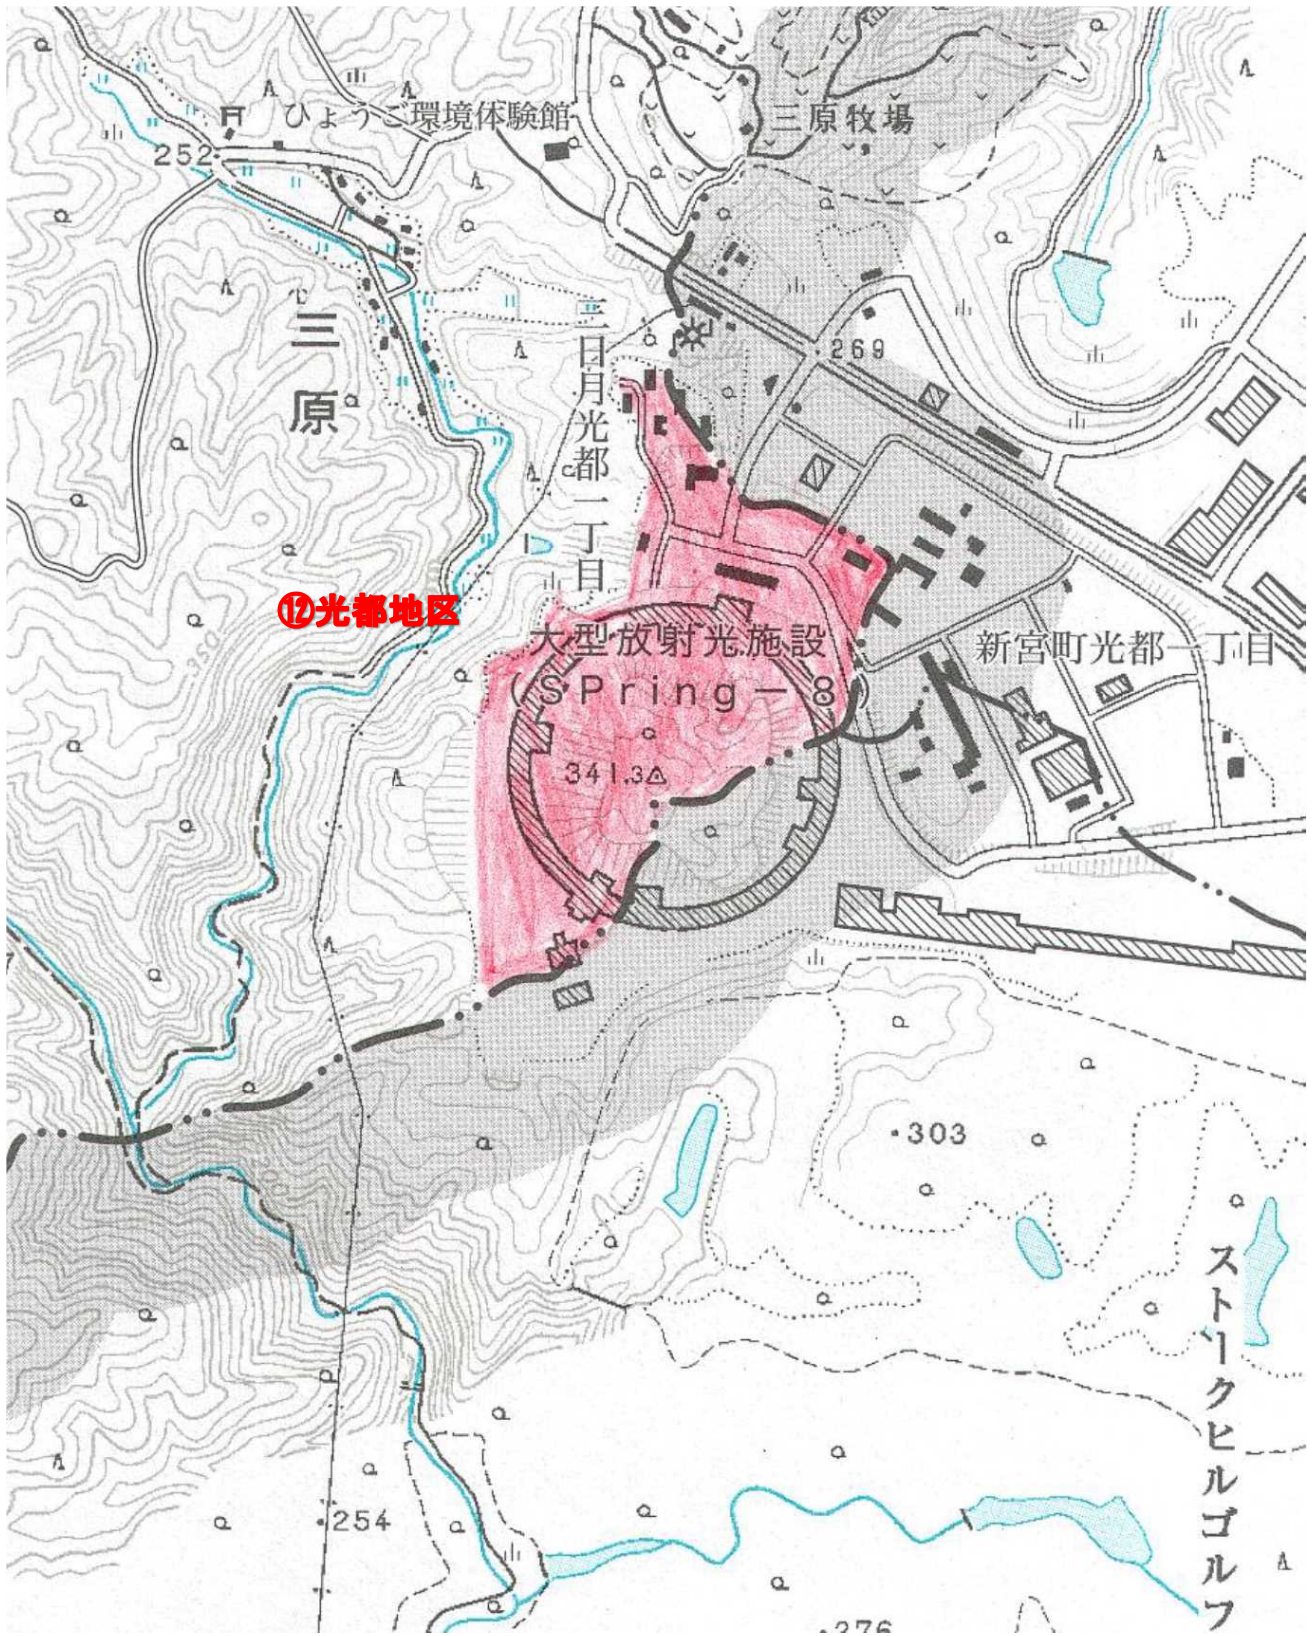 ひょうご環境体験館
三原牧場
252
三原
269
三日月光都一丁目
⑫光都地区
大型放射光施設
(SPring-8)
新宮町光都一丁目
341.3
303
ストークヒルゴルフ
254
276